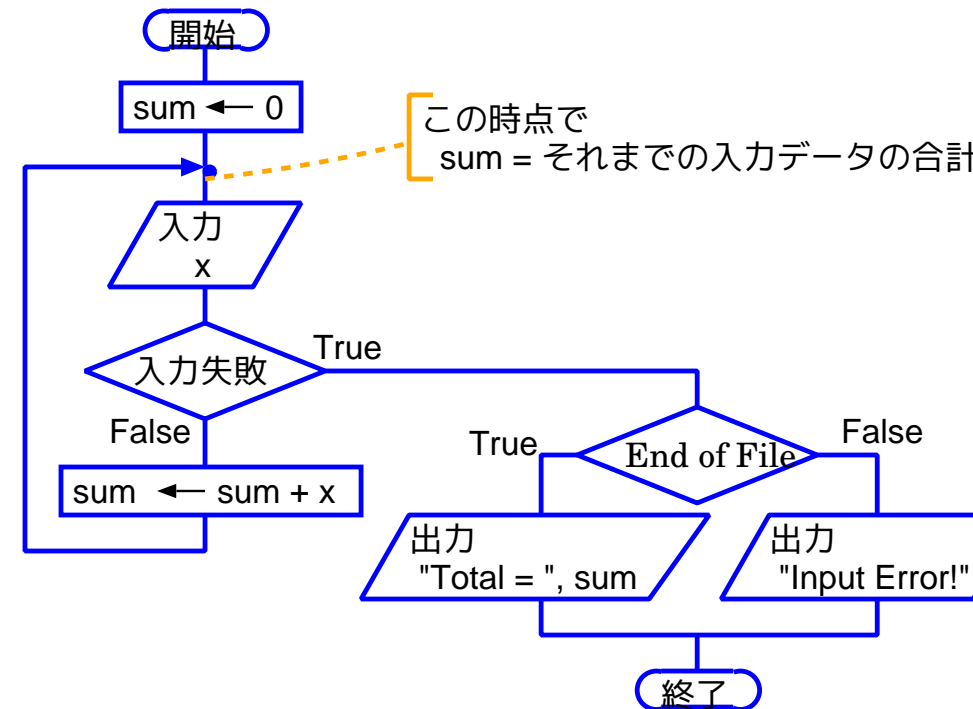 開始
sum ← 0
この時点で
sum = それまでの入力データの合計
入力
x
入力失敗
True
False
sum ← sum + x
End of File
True
False
出力
"Total = ", sum
出力
"Input Error!"
終了